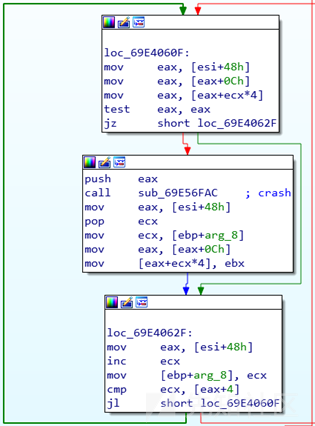 loc_69E4060F:
mov eax, [esi+48h]
mov eax, [eax+0Ch]
mov eax, [eax+ecx*4]
test eax, eax
jz short loc_69E4062F
push eax
call sub_69E56FAC ; crash
mov eax, [esi+48h]
pop ecx
mov ecx, [ebp+arg_8]
mov eax, [eax+0Ch]
mov [eax+ecx*4], ebx
loc_69E4062F:
mov eax, [esi+48h]
inc ecx
mov [ebp+arg_8], ecx
cmp ecx, [eax+4]
jl short loc_69E4060F